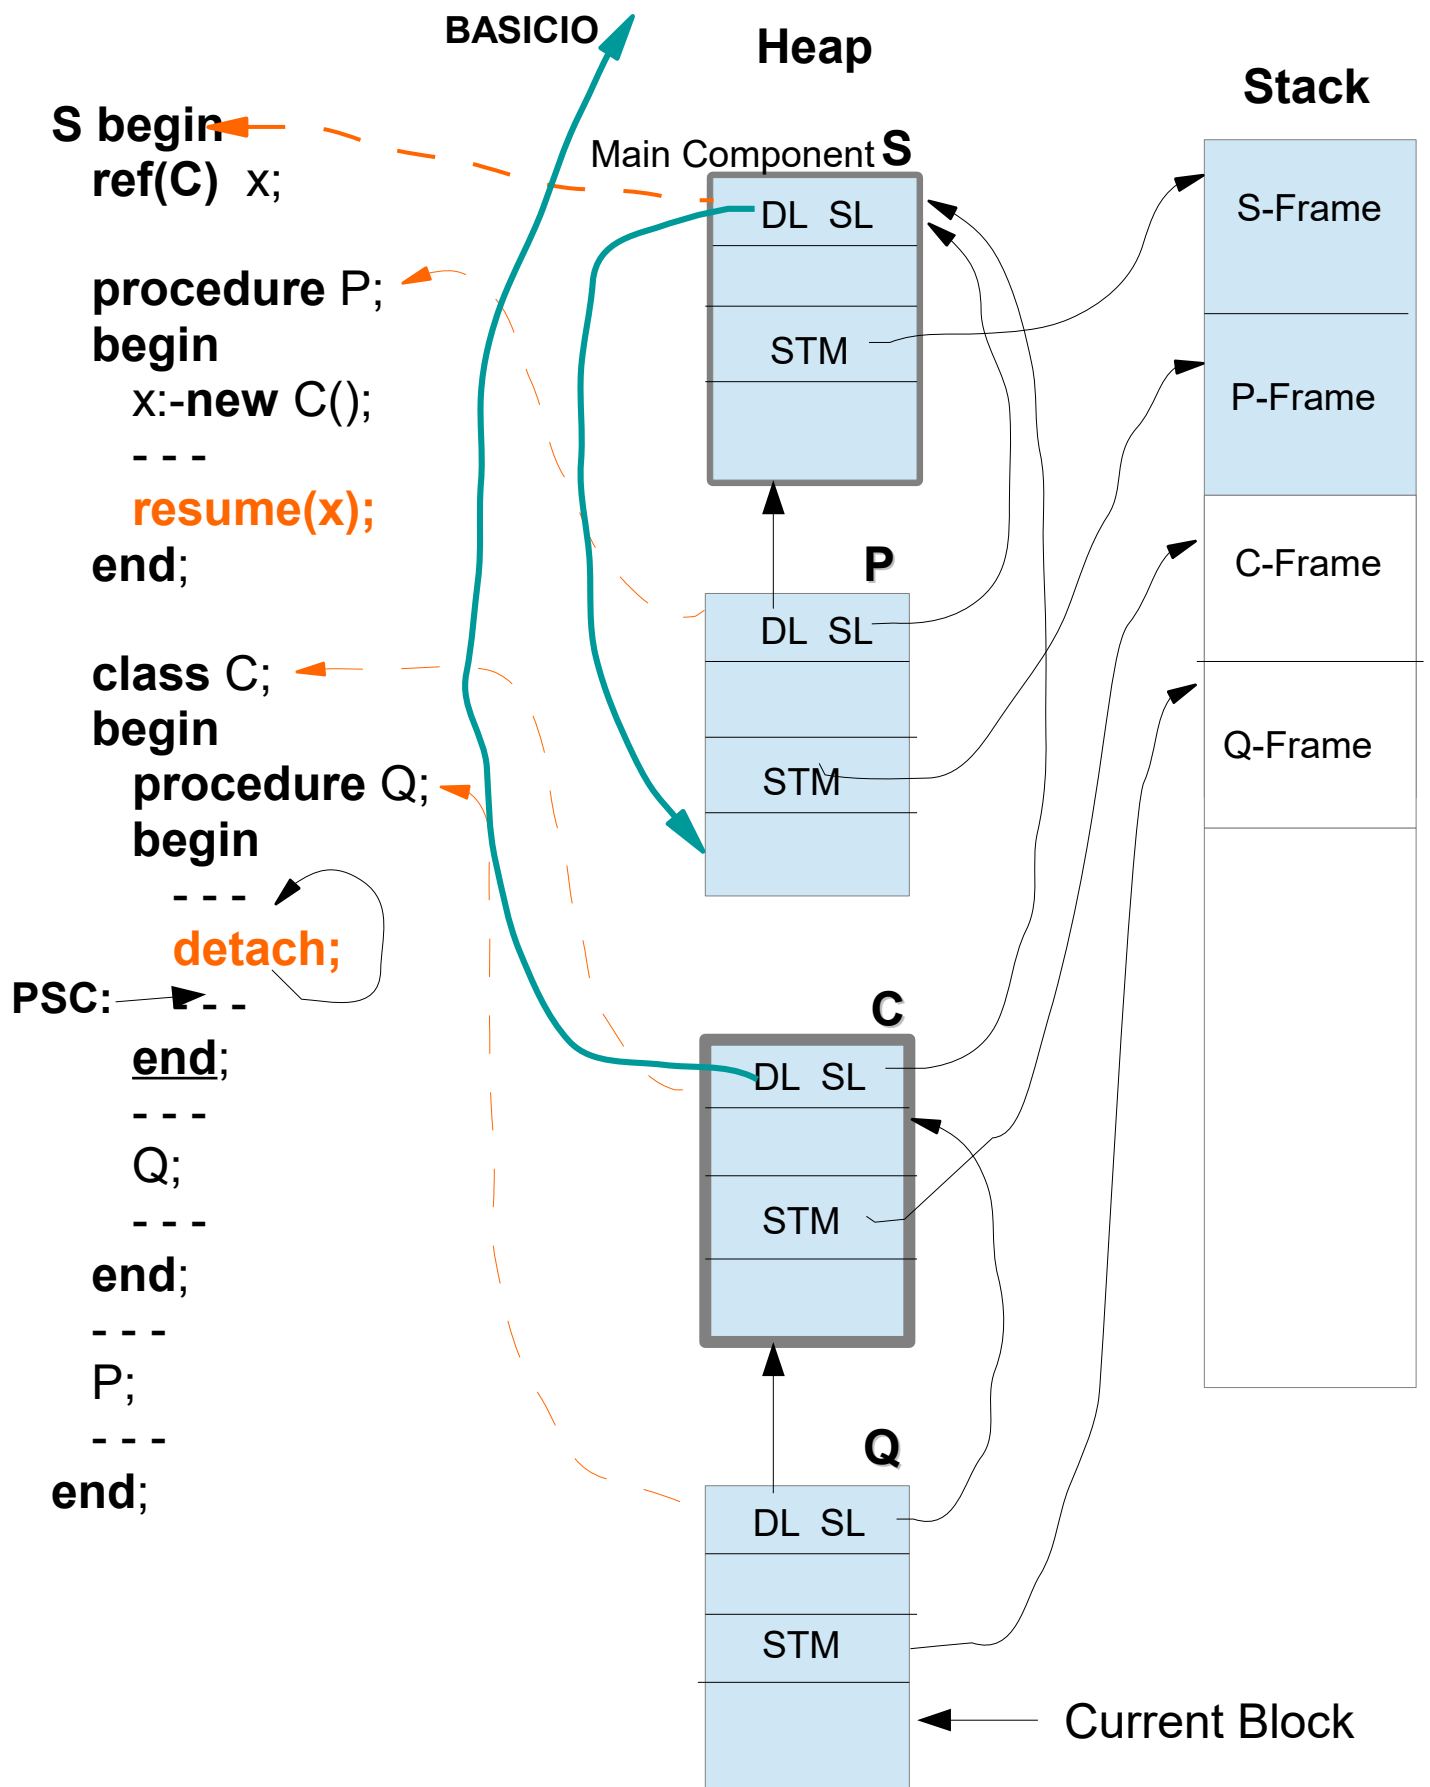 BASICIO
Heap
Stack
S begin
ref(C) x;
procedure P;
begin
x:-new C();
- - -
resume(x);
end;
class C;
begin
procedure Q;
begin
- - -
detach;
PSC: - - -
end;
- - -
Q;
- - -
end;
- - -
P;
- - -
end;
Main Component S
DL SL
STM
P
DL SL
STM
C
DL SL
STM
Q
DL SL
STM
Current Block
S-Frame
P-Frame
C-Frame
Q-Frame